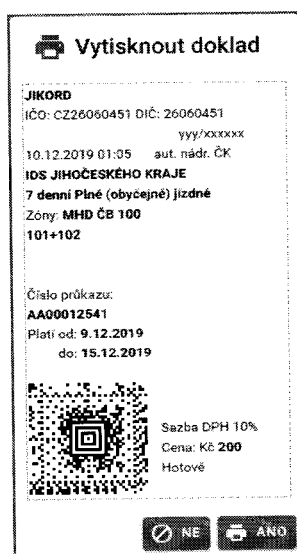 Vytisknout doklad
JIKORD
IČO: CZ26060451 DIČ: 26060451
yyy/xxxxxx
10.12.2019 01:05 aut. nádr. ČK
IDS JIHOČESKÉHO KRAJE
7 denní Plné (obyčejné) jízdné
Zóny: MHD ČB 100
101+102
Číslo průkazu:
AA00012541
Platí od: 9.12.2019
do: 15.12.2019
Sazba DPH 10%
Cena: Kč 200
Hotově
NE
ANO